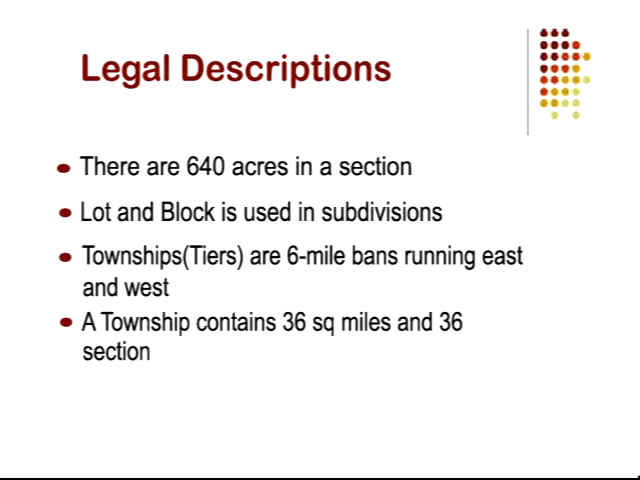 Legal Descriptions
There are 640 acres in a section
Lot and Block is used in subdivisions
Townships(Tiers) are 6-mile bans running east
and west
A Township contains 36 sq miles and 36
section